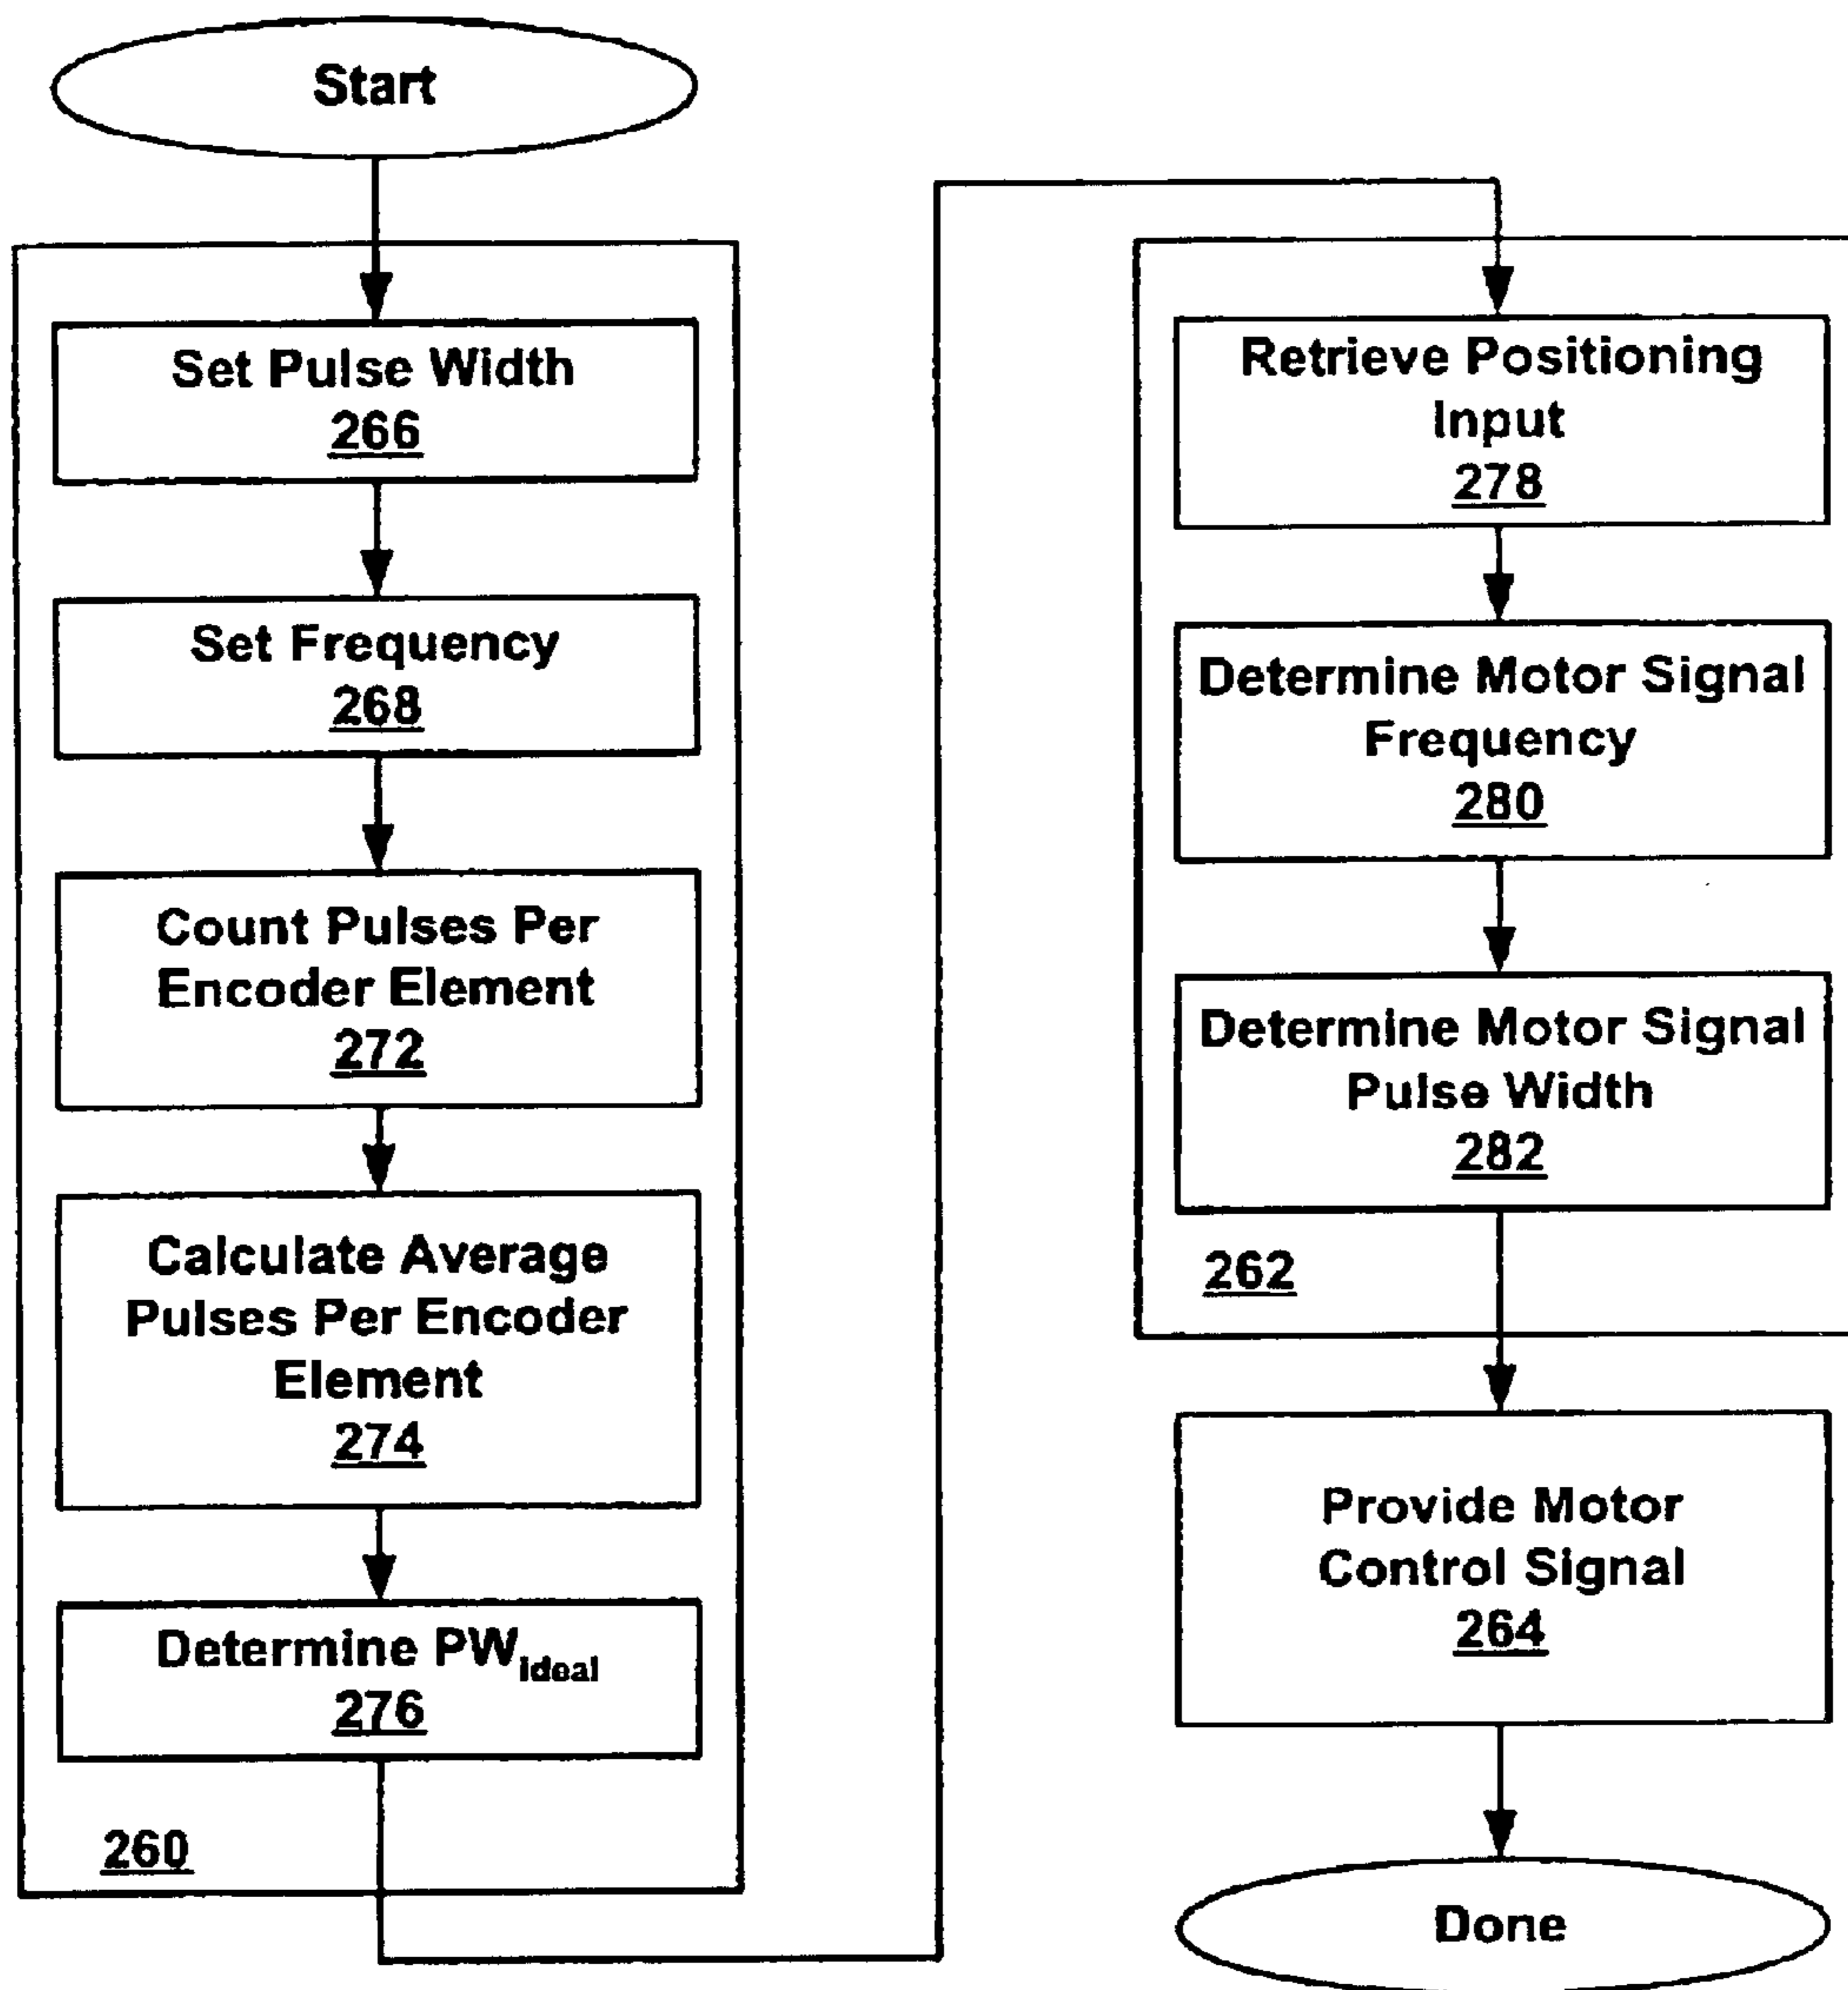 Start
Set Pulse Width
266
Set Frequency
268
Count Pulses Per
Encoder Element
272
Calculate Average
Pulses Per Encoder
Element
274
Determine PWideal
276
260
Retrieve Positioning
Input
278
Determine Motor Signal
Frequency
280
Determine Motor Signal
Pulse Width
282
262
Provide Motor
Control Signal
264
Done